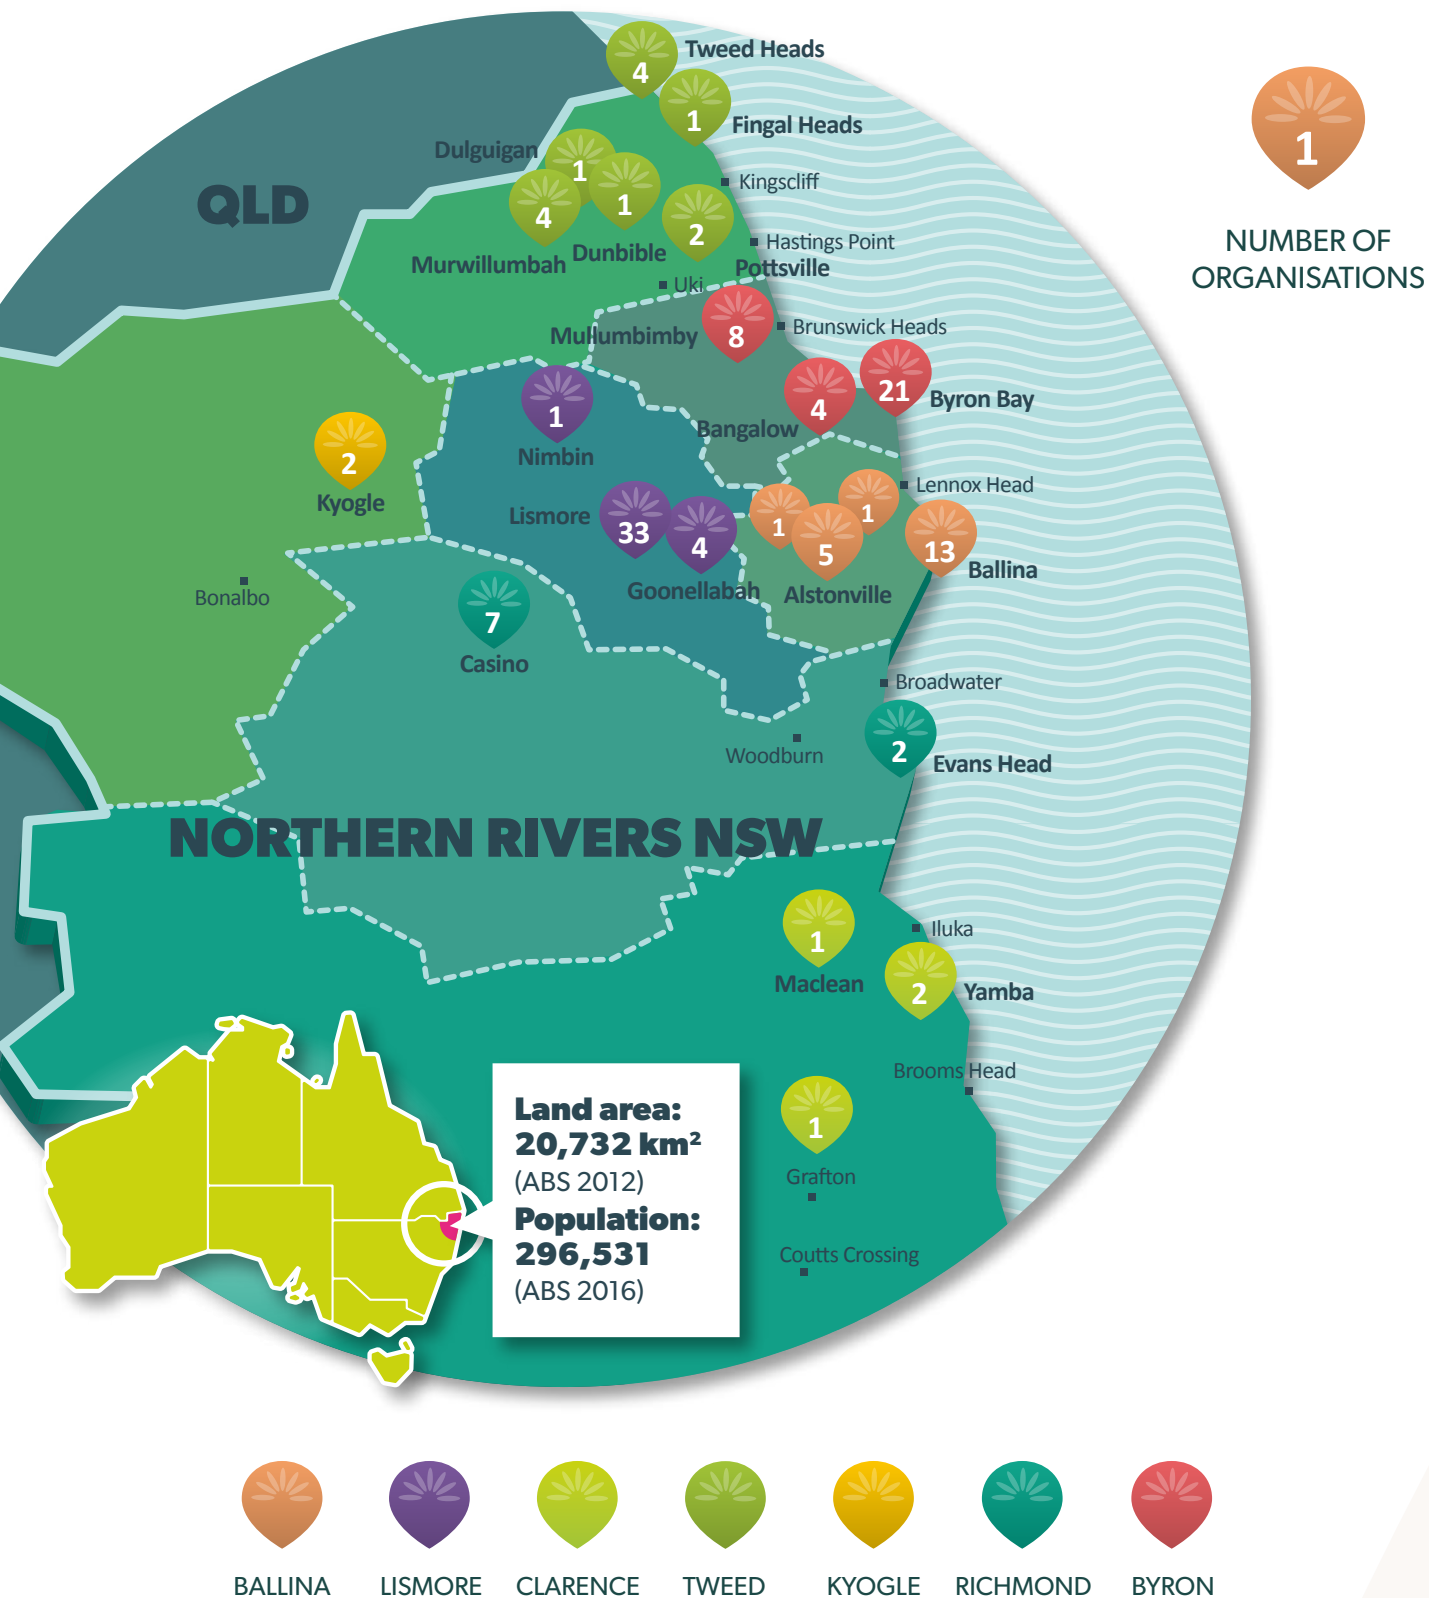 Tweed Heads
4
1
Fingal Heads
1
NUMBER OF
ORGANISATIONS
QLD
Dulguigan
1
4
1
2
Kingscliff
Hastings Point
Murwillumbah
Dunbible
Pottsville
Uki
Mullumbimby
8
Brunswick Heads
4
21
Byron Bay
Bangalow
1
Nimbin
2
Kyogle
Lismore
33
4
Goonellabah
1
1
5
Alstonville
Lennox Head
13
Ballina
Bonalbo
7
Casino
Broadwater
Woodburn
2
Evans Head
NORTHERN RIVERS NSW
1
Maclean
Iluka
2
Yamba
Brooms Head
1
Grafton
Coutts Crossing
Land area:
20,732 km²
(ABS 2012)
Population:
296,531
(ABS 2016)
BALLINA
LISMORE
CLARENCE
TWEED
KYOGLE
RICHMOND
BYRON